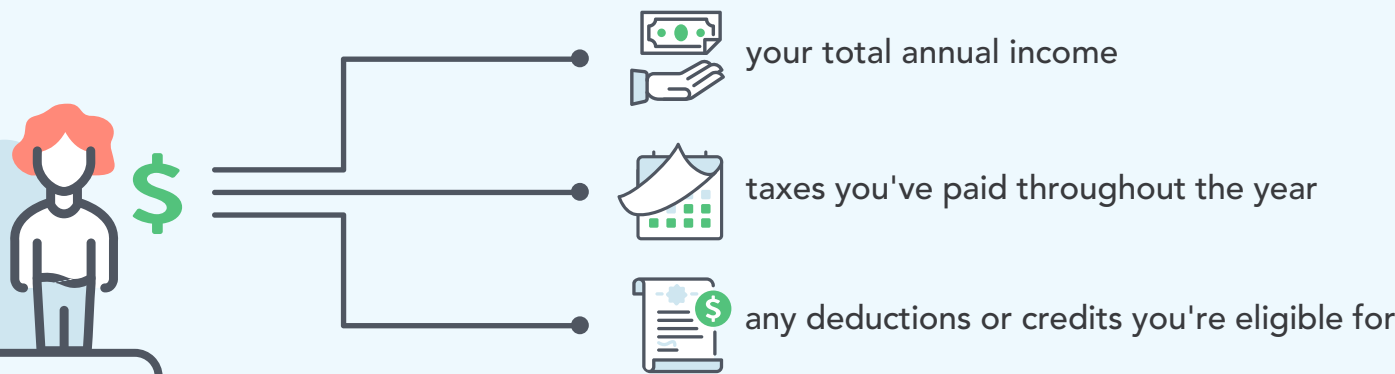 your total annual income
$
taxes you've paid throughout the year
$
any deductions or credits you're eligible for